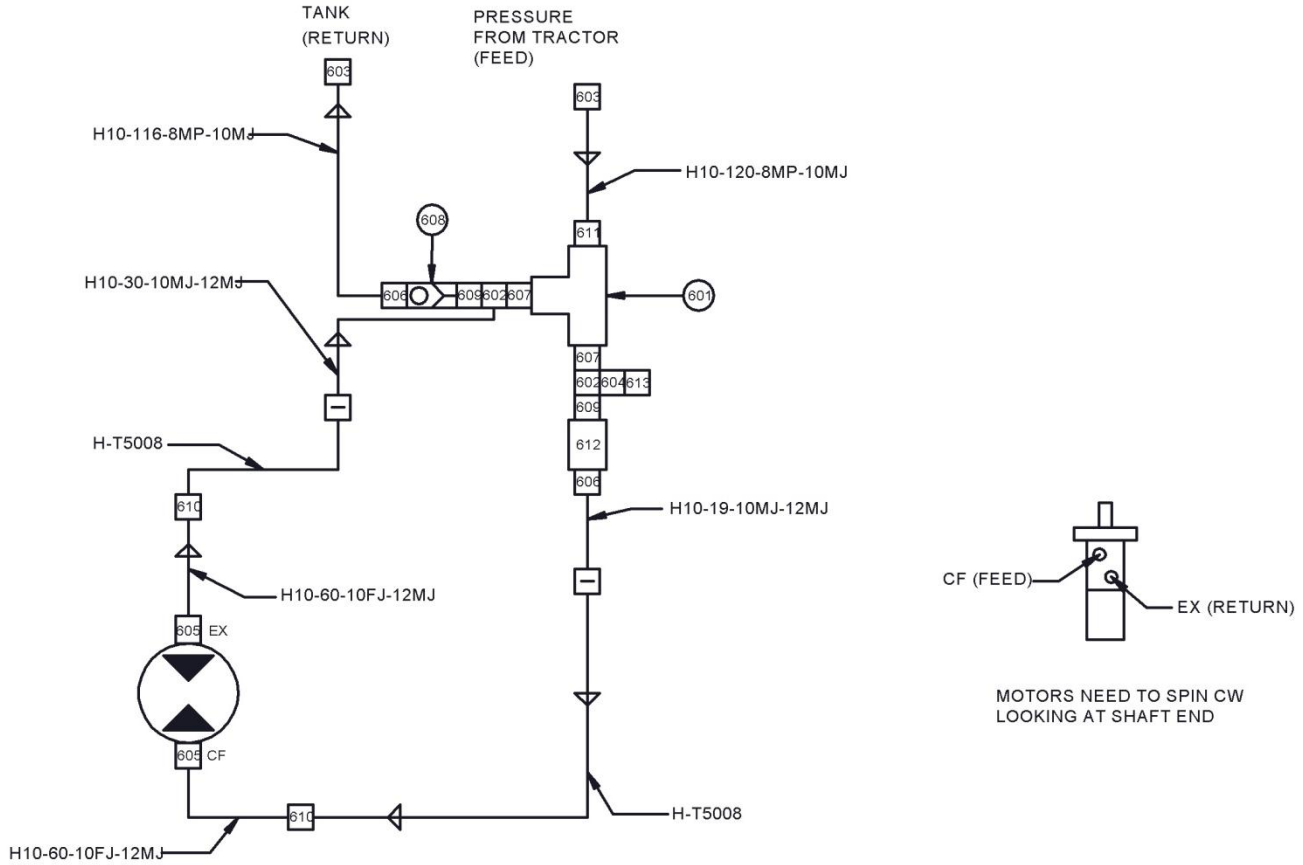 TANK
(RETURN)
PRESSURE
FROM TRACTOR
(FEED)
603
603
H10-116-8MP-10MJ
H10-120-8MP-10MJ
608
611
H10-30-10MJ-12MJ
606
609
602
607
601
607
602
604
613
609
H-T5008
612
606
610
H10-19-10MJ-12MJ
H10-60-10FJ-12MJ
605
EX
605
CF
610
H-T5008
H10-60-10FJ-12MJ
CF (FEED)
EX (RETURN)
MOTORS NEED TO SPIN CW
LOOKING AT SHAFT END